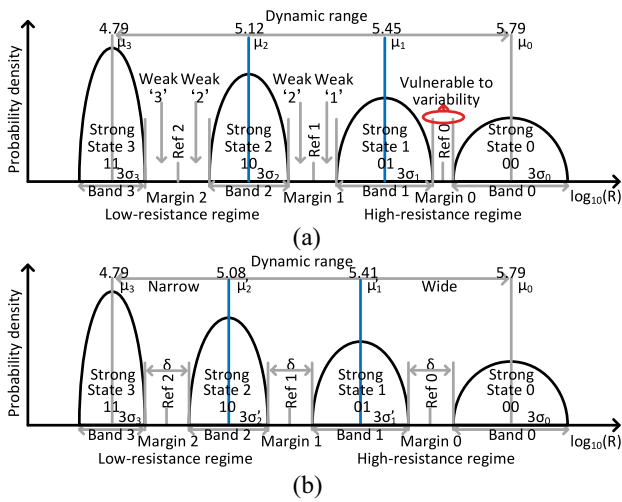 Dynamic range
4.79 5.12 5.45 5.79
μ₃ μ₂ μ₁ μ₀
Probability density
Weak Weak Weak Weak Vulnerable to
‘3’ ‘2’ ‘2’ ‘1’ variability
Strong Strong Strong Strong
State 3 Ref 2 State 2 Ref 1 State 1 Ref 0 State 0
11 10 01 00
3σ₃ 3σ₂ 3σ₁ 3σ₀
Band 3 Margin 2 Band 2 Margin 1 Band 1 Margin 0 Band 0 log₁₀(R)
Low-resistance regime High-resistance regime
(a)
Dynamic range
4.79 5.08 5.41 5.79
μ₃ Narrow μ₂' μ₁' Wide μ₀
Probability density
δ δ δ
Strong Strong Strong Strong
State 3 Ref 2 State 2 Ref 1 State 1 Ref 0 State 0
11 10 01 00
3σ₃ 3σ₂' 3σ₁' 3σ₀
Band 3 Margin 2 Band 2 Margin 1 Band 1 Margin 0 Band 0 log₁₀(R)
Low-resistance regime High-resistance regime
(b)